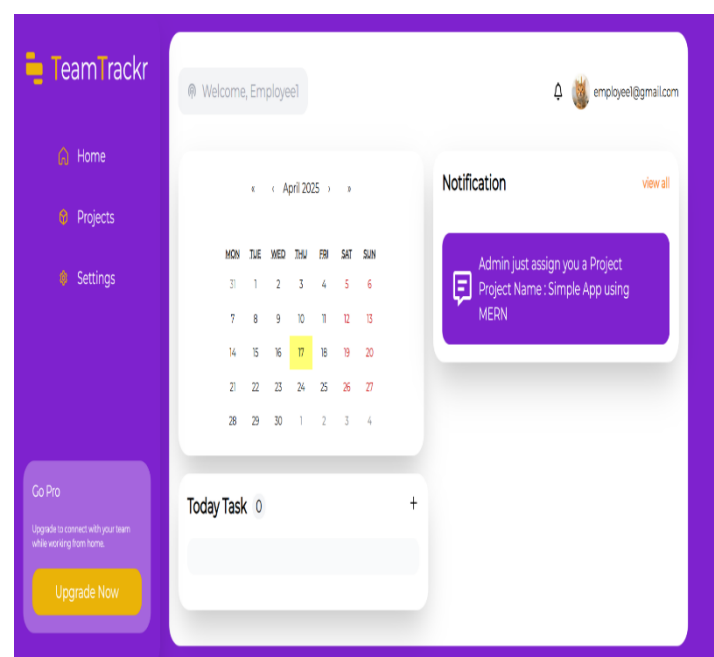 TeamTrackr
Home
Projects
Settings
Go Pro
Upgrade to connect with your team
while working from home.
Upgrade Now
Welcome, Employee1
employee1@gmail.com
« ‹ April 2025 › »
MON TUE WED THU FRI SAT SUN
31 1 2 3 4 5 6
7 8 9 10 11 12 13
14 15 16 17 18 19 20
21 22 23 24 25 26 27
28 29 30 1 2 3 4
Today Task 0 +
Notification view all
Admin just assign you a Project
Project Name : Simple App using
MERN